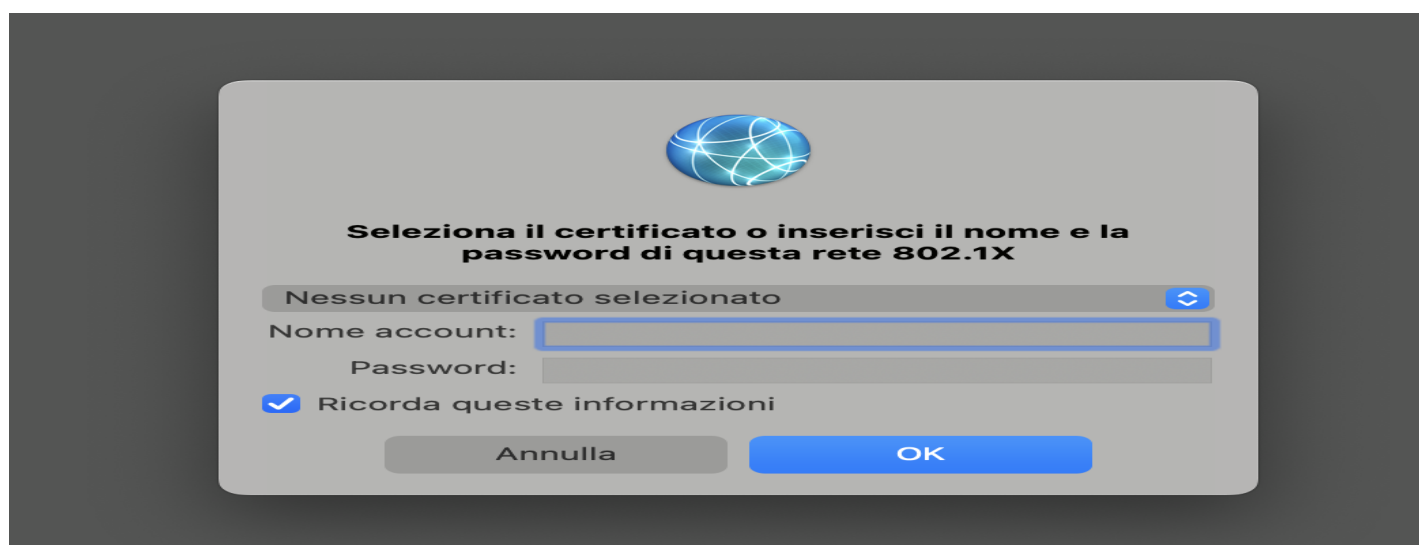 Seleziona il certificato o inserisci il nome e la
password di questa rete 802.1X
Nessun certificato selezionato
Nome account:
Password:
Ricorda queste informazioni
Annulla OK